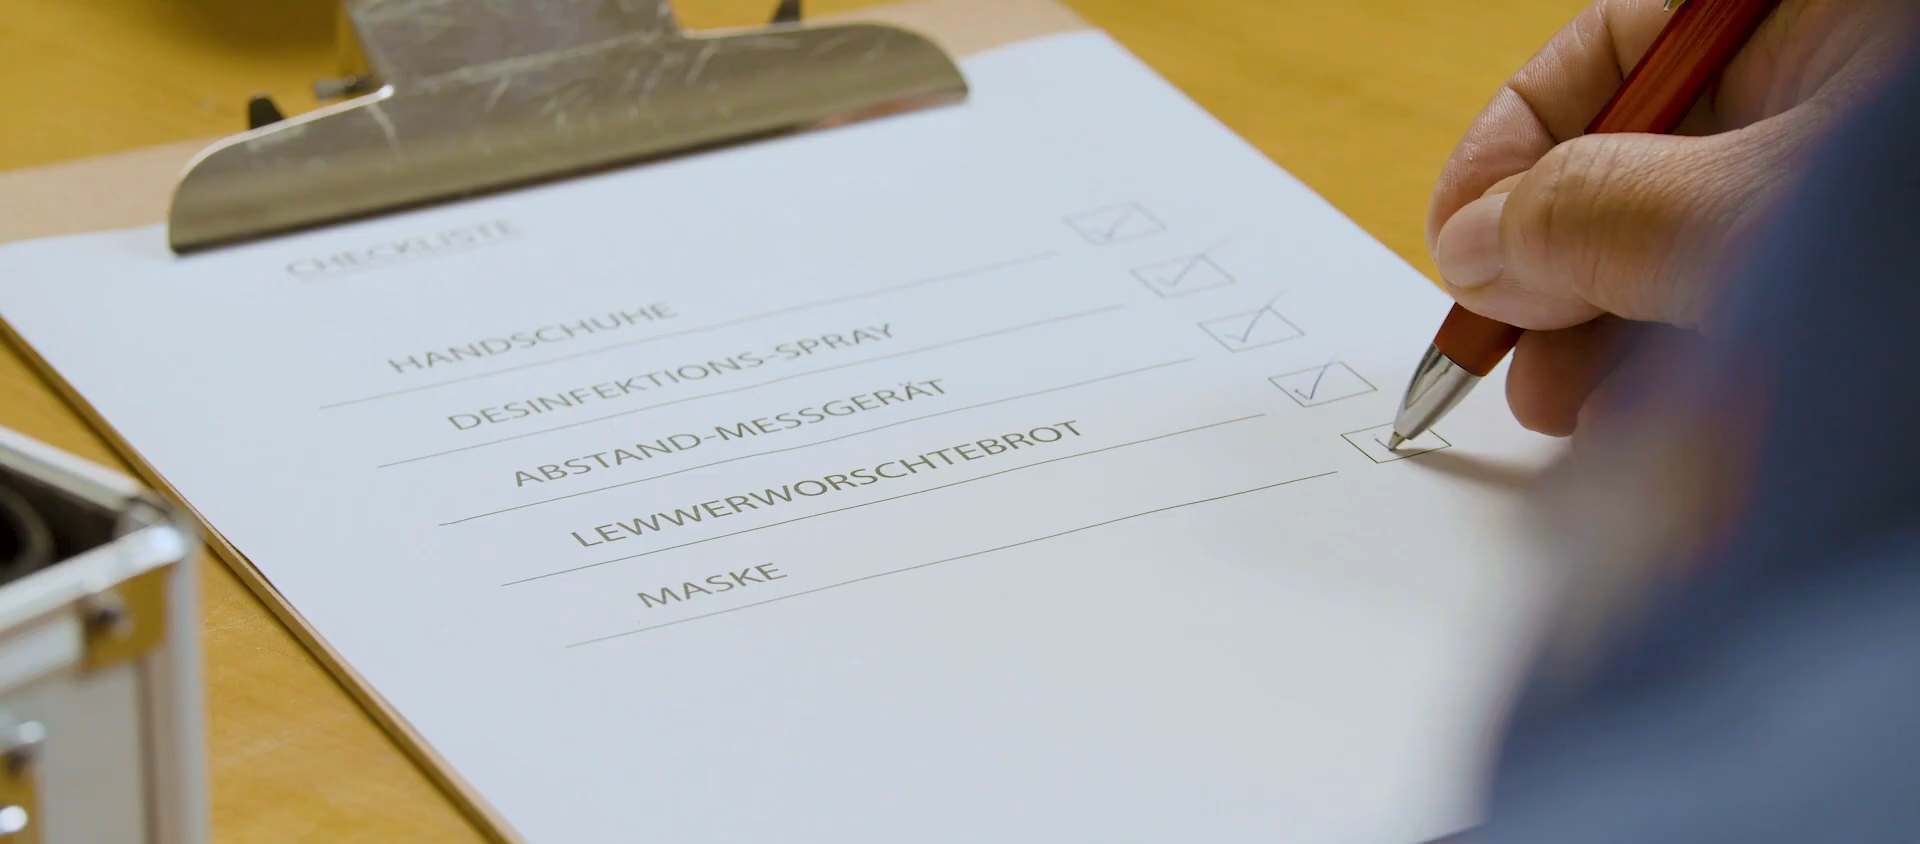 CHECKLISTE
HANDSCHUHE
DESINFEKTIONS-SPRAY
ABSTAND-MESSGERÄT
LEWWERWORSCHTEBROT
MASKE